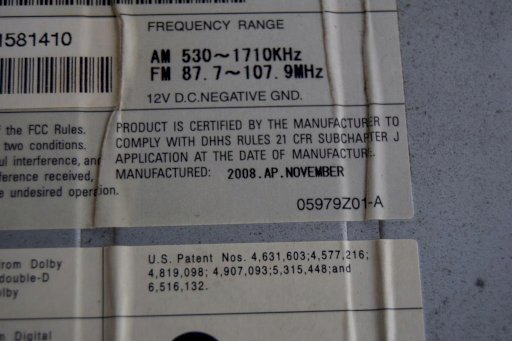 1581410
FREQUENCY RANGE
AM 530~1710KHz
FM 87.7~107.9MHz
12V D.C.NEGATIVE GND.
f the FCC Rules.
two conditions.
ul interference, and
ference received,
e undesired operation.
PRODUCT IS CERTIFIED BY THE MANUFACTURER TO
COMPLY WITH DHHS RULES 21 CFR SUBCHAPTER J
APPLICATION AT THE DATE OF MANUFACTURE.
MANUFACTURED: 2008.AP.NOVEMBER
05979Z01-A
from Dolby
double-D
olby
n Digital
U.S. Patent Nos. 4,631,603;4,577,216;
4,819,098; 4,907,093;5,315,448;and
6,516,132.